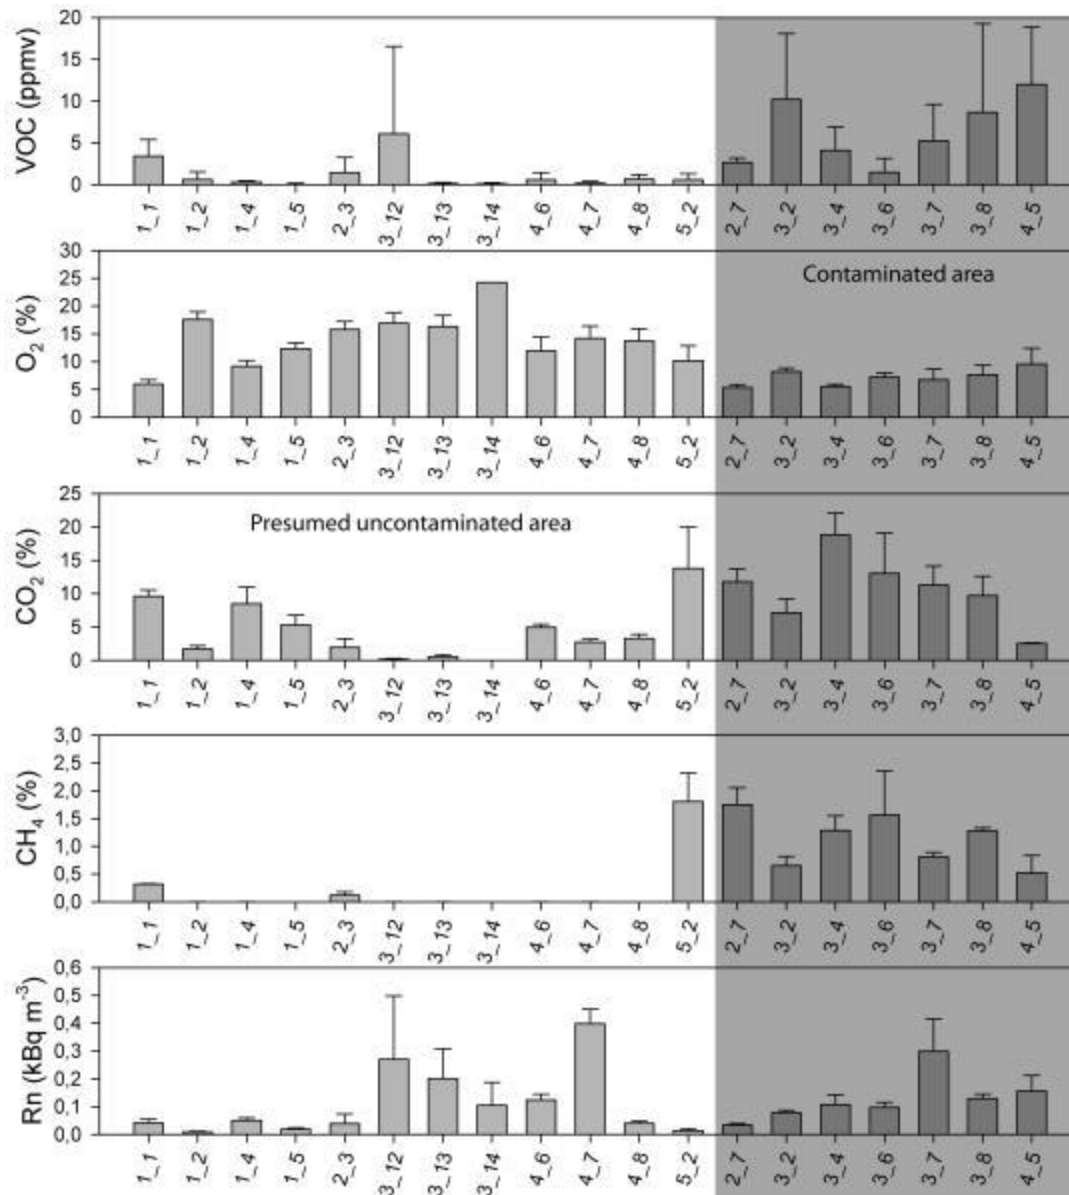 VOC (ppmv)
20
15
10
5
0
1_1 1_2 1_4 1_5 2_3 3_12 3_13 3_14 4_6 4_7 4_8 5_2 2_7 3_2 3_4 3_6 3_7 3_8 4_5
O₂ (%)
30
25
20
15
10
5
0
Contaminated area
1_1 1_2 1_4 1_5 2_3 3_12 3_13 3_14 4_6 4_7 4_8 5_2 2_7 3_2 3_4 3_6 3_7 3_8 4_5
CO₂ (%)
25
20
15
10
5
0
Presumed uncontaminated area
1_1 1_2 1_4 1_5 2_3 3_12 3_13 3_14 4_6 4_7 4_8 5_2 2_7 3_2 3_4 3_6 3_7 3_8 4_5
CH₄ (%)
3,0
2,5
2,0
1,5
1,0
0,5
0,0
1_1 1_2 1_4 1_5 2_3 3_12 3_13 3_14 4_6 4_7 4_8 5_2 2_7 3_2 3_4 3_6 3_7 3_8 4_5
Rn (kBq m⁻³)
0,6
0,5
0,4
0,3
0,2
0,1
0,0
1_1 1_2 1_4 1_5 2_3 3_12 3_13 3_14 4_6 4_7 4_8 5_2 2_7 3_2 3_4 3_6 3_7 3_8 4_5